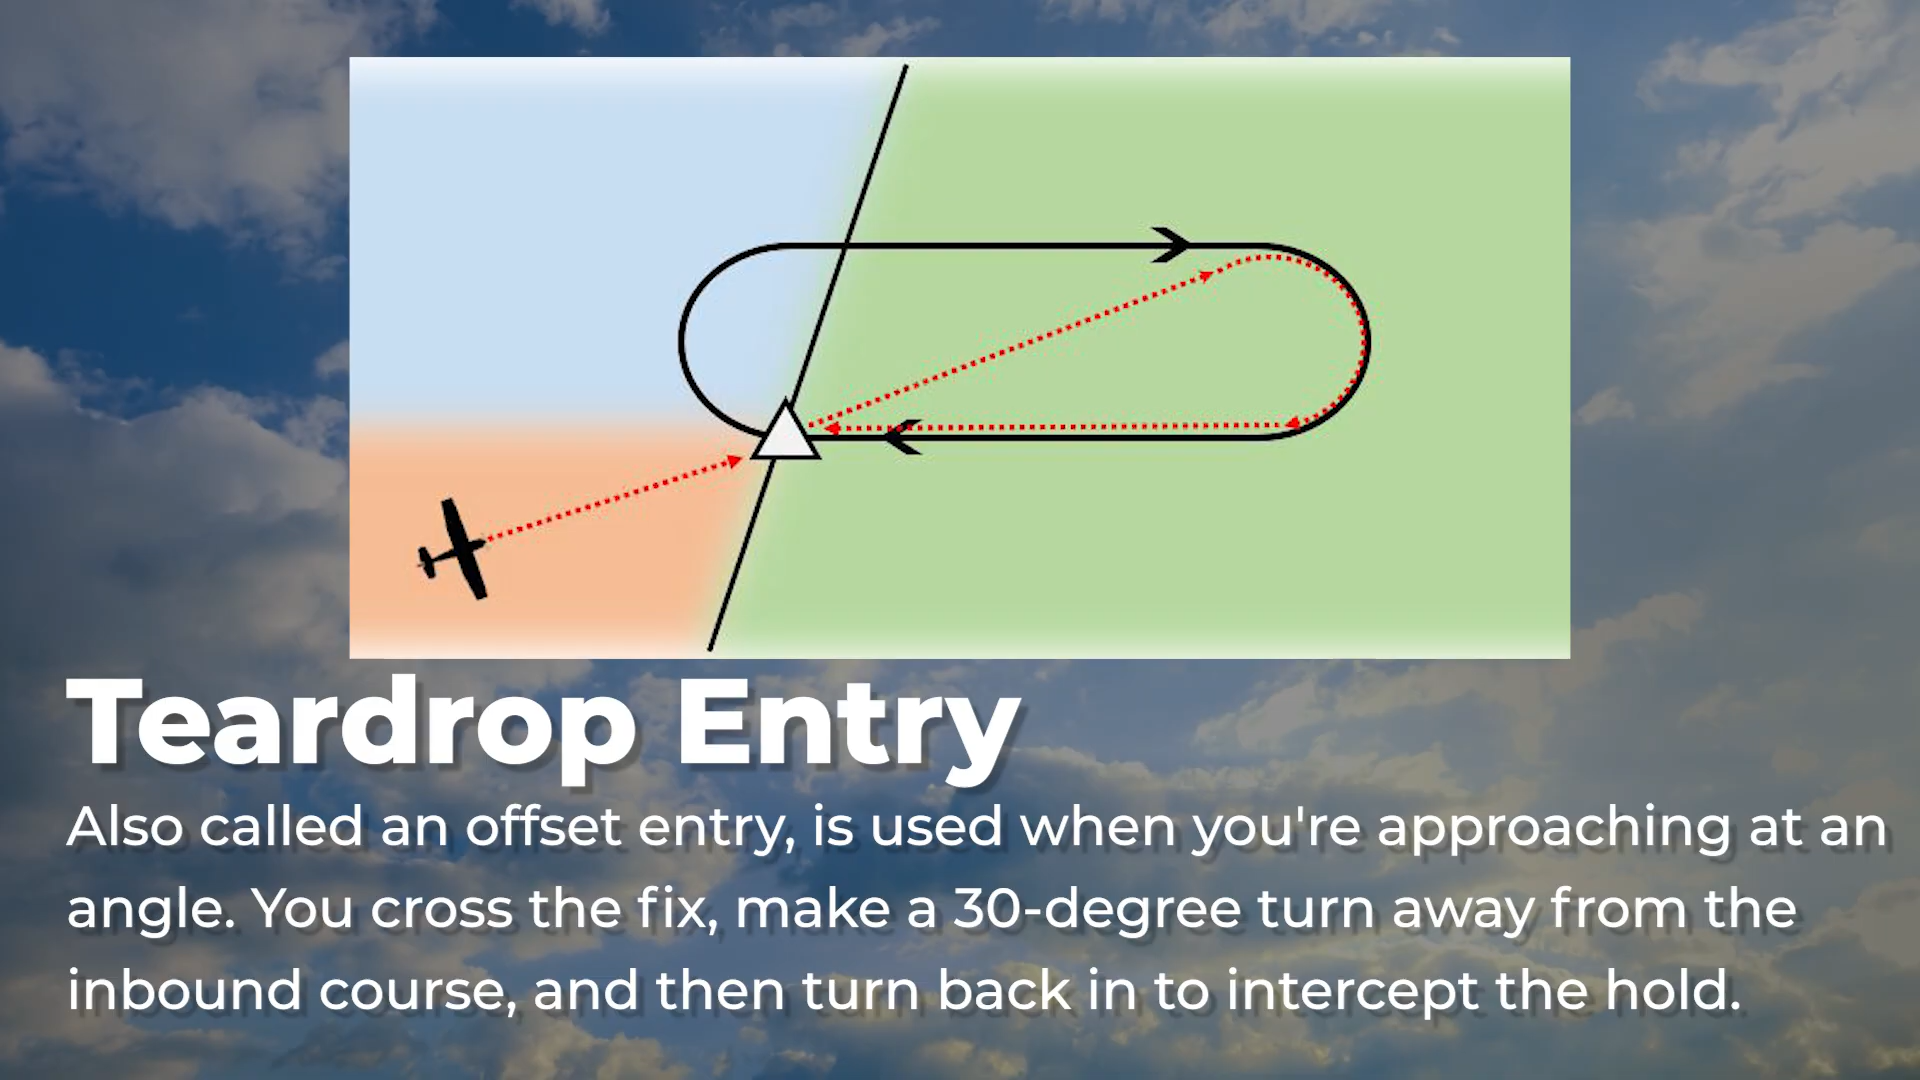 Teardrop Entry
Also called an offset entry, is used when you're approaching at an
angle. You cross the fix, make a 30-degree turn away from the
inbound course, and then turn back in to intercept the hold.